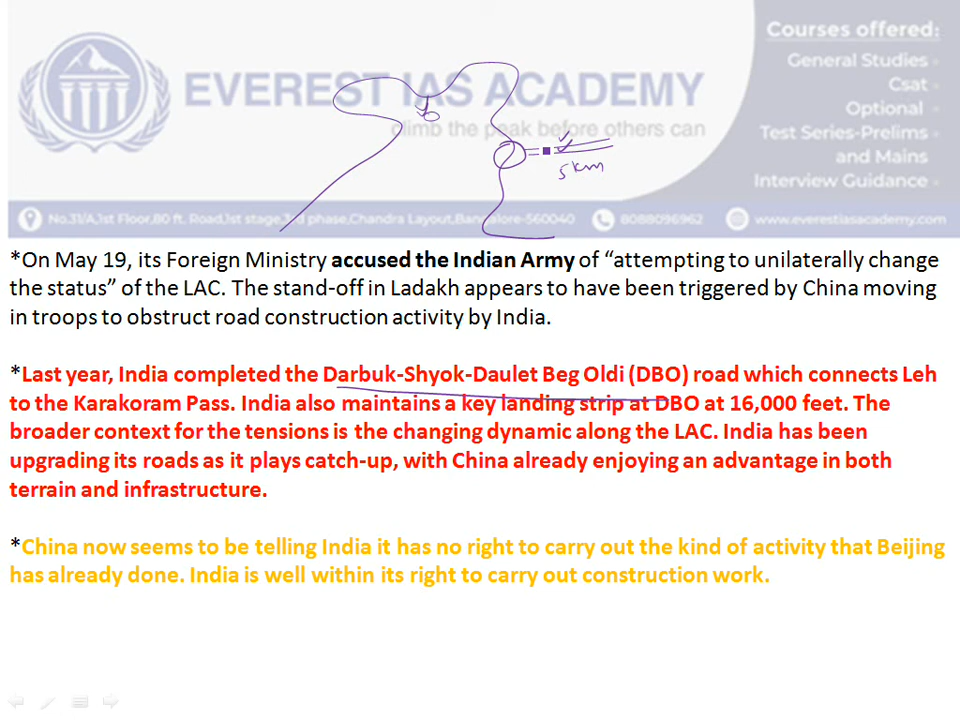 Courses offered:
General Studies
Csat
Optional
Test Series-Prelims
and Mains
Interview Guidance
EVEREST IAS ACADEMY
climb the peak before others can
5 km
No.31/A,1st Floor,80 ft. Road,1st stage, phase,Chandra Layout,Bangalore-560040
8088096962
www.everestiasacademy.com
*On May 19, its Foreign Ministry accused the Indian Army of “attempting to unilaterally change
the status” of the LAC. The stand-off in Ladakh appears to have been triggered by China moving
in troops to obstruct road construction activity by India.
*Last year, India completed the Darbuk-Shyok-Daulet Beg Oldi (DBO) road which connects Leh
to the Karakoram Pass. India also maintains a key landing strip at DBO at 16,000 feet. The
broader context for the tensions is the changing dynamic along the LAC. India has been
upgrading its roads as it plays catch-up, with China already enjoying an advantage in both
terrain and infrastructure.
*China now seems to be telling India it has no right to carry out the kind of activity that Beijing
has already done. India is well within its right to carry out construction work.